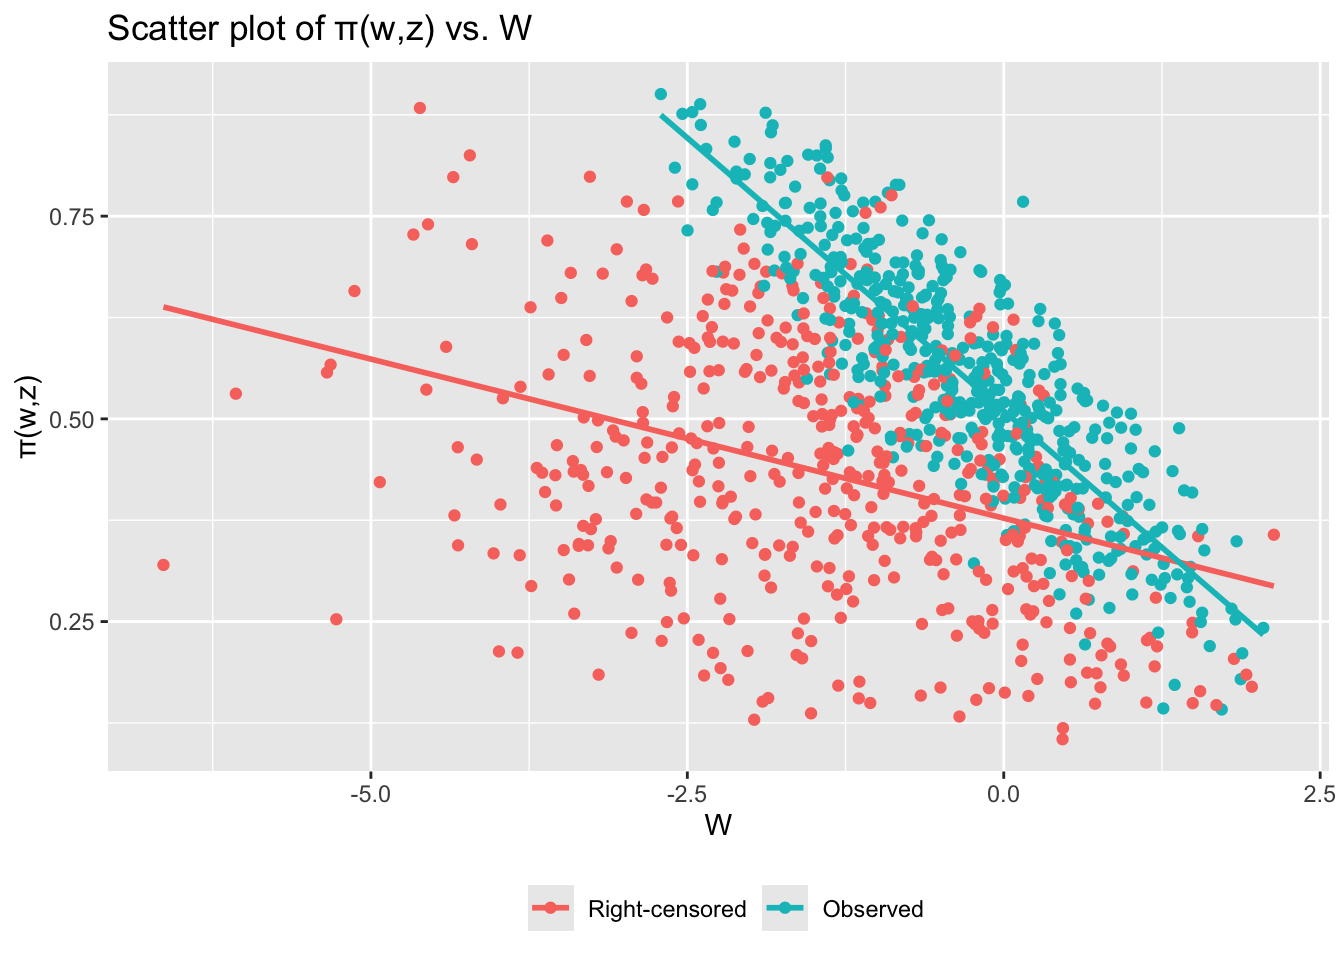 Scatter plot of π(w,z) vs. W
π(w,z)
0.75
0.50
0.25
-5.0
-2.5
0.0
2.5
W
Right-censored
Observed